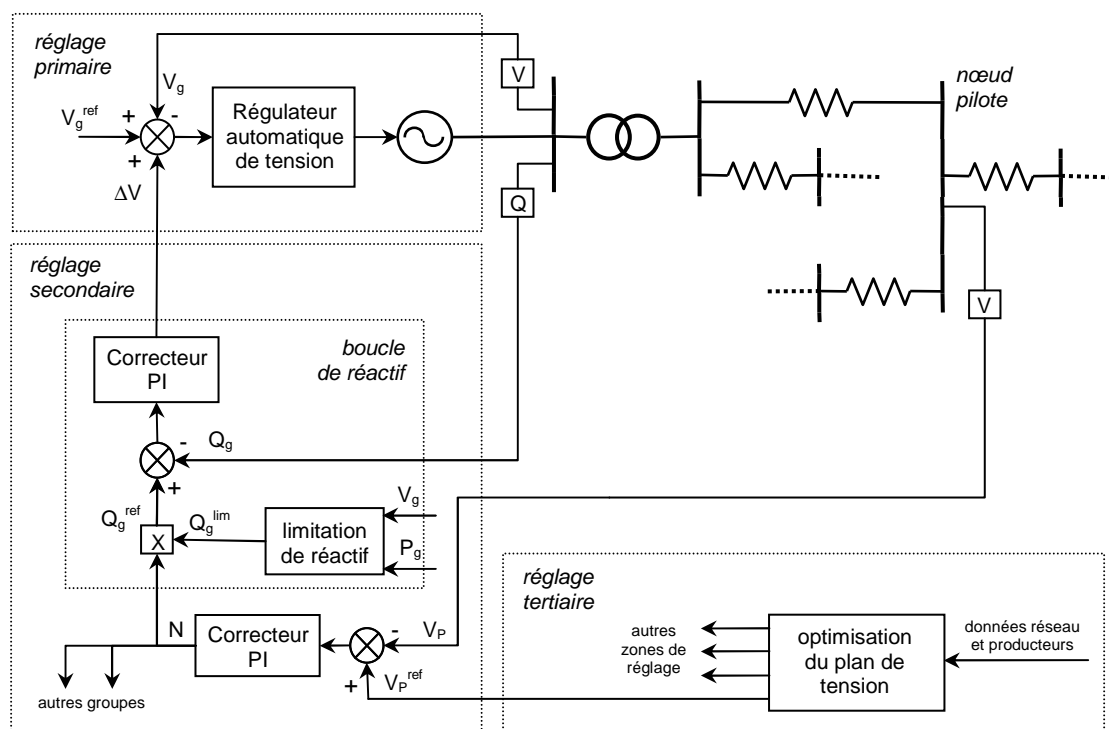 réglage
primaire
V
nœud
pilote
V_g
V_g^ref
+
-
+
Régulateur
automatique
de tension
ΔV
Q
réglage
secondaire
V
Correcteur
PI
boucle
de réactif
-
Q_g
+
Q_g^ref
Q_g^lim
X
limitation
de réactif
V_g
P_g
réglage
tertiaire
N
Correcteur
PI
-
V_P
+
V_P^ref
autres
zones de
réglage
optimisation
du plan de
tension
données réseau
et producteurs
autres groupes